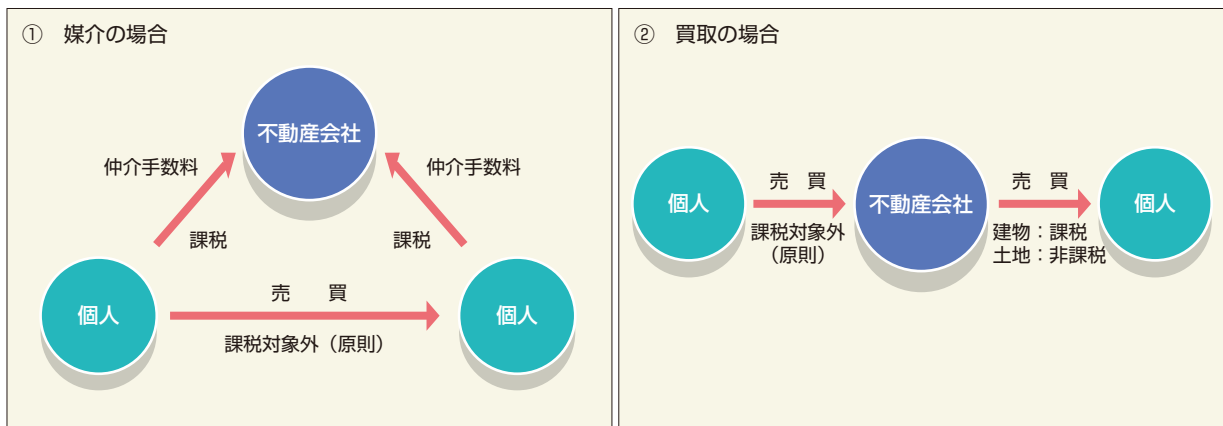 ① 媒介の場合
不動産会社
仲介手数料
仲介手数料
課税
課税
個人
売 買
個人
課税対象外（原則）
② 買取の場合
個人
売 買
課税対象外
（原則）
不動産会社
売 買
建物：課税
土地：非課税
個人